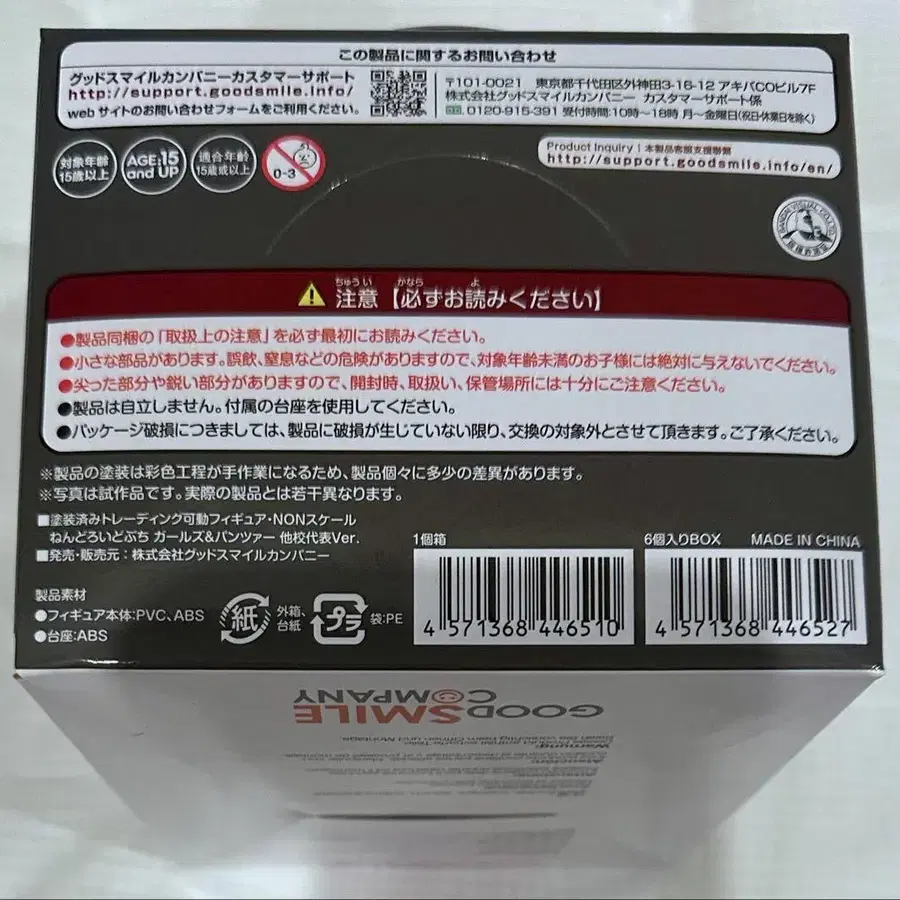 この製品に関するお問い合わせ
グッドスマイルカンパニーカスタマーサポート
http://support.goodsmile.info/
webサイトのお問い合わせフォームをご利用ください。
〒101-0021 東京都千代田区外神田3-16-12 アキバCOビル7F
株式会社グッドスマイルカンパニー カスタマーサポート係
0120-915-391 受付時間:10時〜18時 月〜金曜日(祝日・休業日を除く)
対象年齢
15歳以上
AGE:15
and UP
適合年齢
15歳或以上
0-3
Product Inquiry | 本製品客服支援聯繫
http://support.goodsmile.info/en/
BANDAI VISUAL CO.,LTD.
ちゅうい かなら よ
注意【必ずお読みください】
●製品同梱の「取扱上の注意」を必ず最初にお読みください。
●小さな部品があります。誤飲、窒息などの危険がありますので、対象年齢未満のお子様には絶対に与えないでください。
●尖った部分や鋭い部分がありますので、開封時、取扱い、保管場所には十分にご注意ください。
●製品は自立しません。付属の台座を使用してください。
●パッケージ破損につきましては、製品に破損が生じていない限り、交換の対象外とさせて頂きます。ご了承ください。
※製品の塗装は彩色工程が手作業になるため、製品個々に多少の差異があります。
※写真は試作品です。実際の製品とは若干異なります。
■塗装済みトレーディング可動フィギュア・NONスケール
ねんどろいどぷち ガールズ&パンツァー 他校代表Ver.
■発売・販売元：株式会社グッドスマイルカンパニー
製品素材
●フィギュア本体:PVC、ABS
●台座:ABS
紙
外箱、
台紙
プラ
袋:PE
1個箱
4 571368 446510
6個入りBOX
MADE IN CHINA
4 571368 446527
GOODSMILE
COMPANY
Warnung:
Atención: